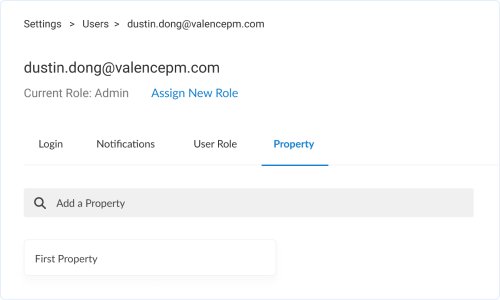 Settings > Users > dustin.dong@valencepm.com
dustin.dong@valencepm.com
Current Role: Admin Assign New Role
Login Notifications User Role Property
Add a Property
First Property